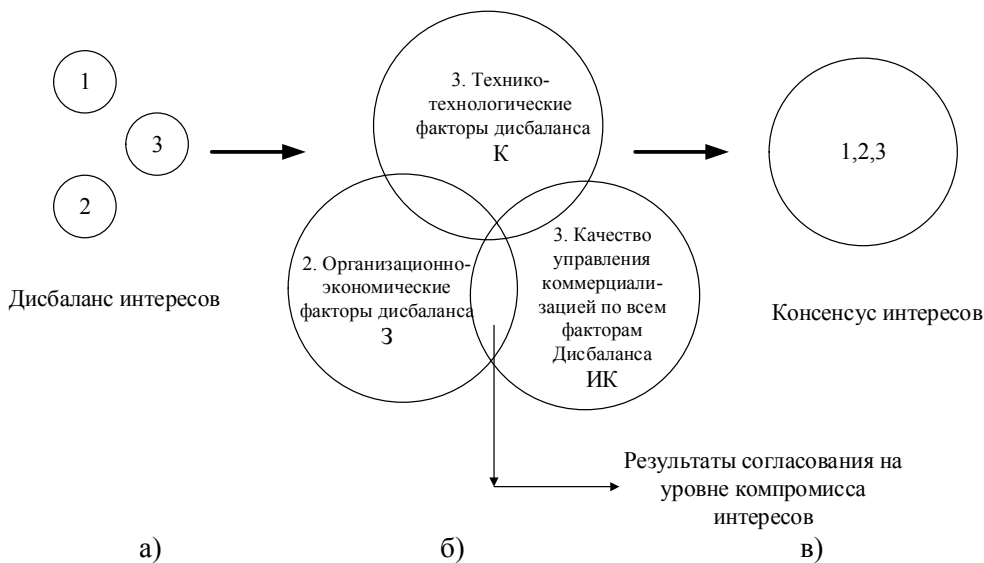 1
3
2
Дисбаланс интересов
3. Технико-
технологические
факторы дисбаланса
К
2. Организационно-
экономические
факторы дисбаланса
З
3. Качество
управления
коммерциали-
зацией по всем
факторам
Дисбаланса
ИК
1,2,3
Консенсус интересов
Результаты согласования на
уровне компромисса
интересов
а)
б)
в)